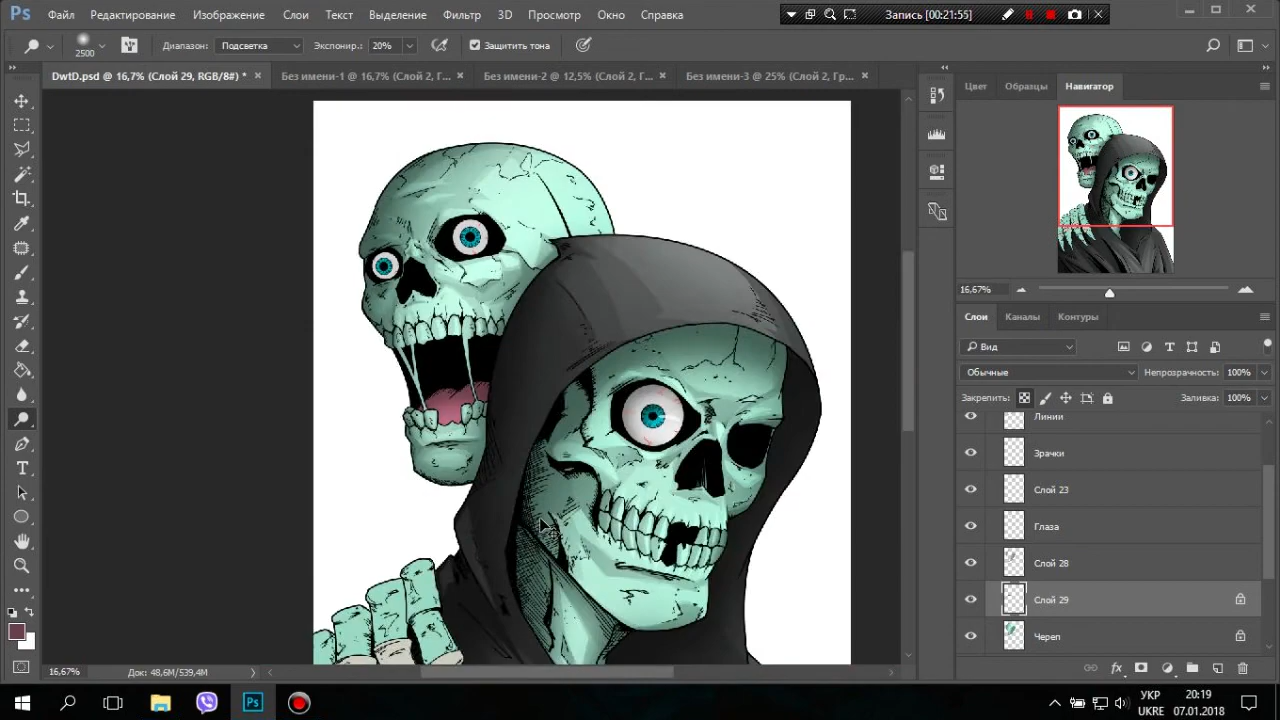 Ps Файл Редактирование Изображение Слои Текст Выделение Фильтр 3D Просмотр Окно Справка Запись [00:21:55]
2500 Диапазон: Подсветка Экспонир.: 20% Защитить тона
DwtD.psd @ 16,7% (Слой 29, RGB/8#) * Без имени-1 @ 16,7% (Слой 2, Г... Без имени-2 @ 12,5% (Слой 2, Г... Без имени-3 @ 25% (Слой 2, Гр...
Цвет Образцы Навигатор
16.67%
Слои Каналы Контуры
Вид
Обычные Непрозрачность: 100%
Закрепить: Заливка: 100%
Линии
Зрачки
Слой 23
Глаза
Слой 28
Слой 29
Череп
16,67% Док: 48,6M/539,4M
fx
Ps УКР 20:19
UKRE 07.01.2018